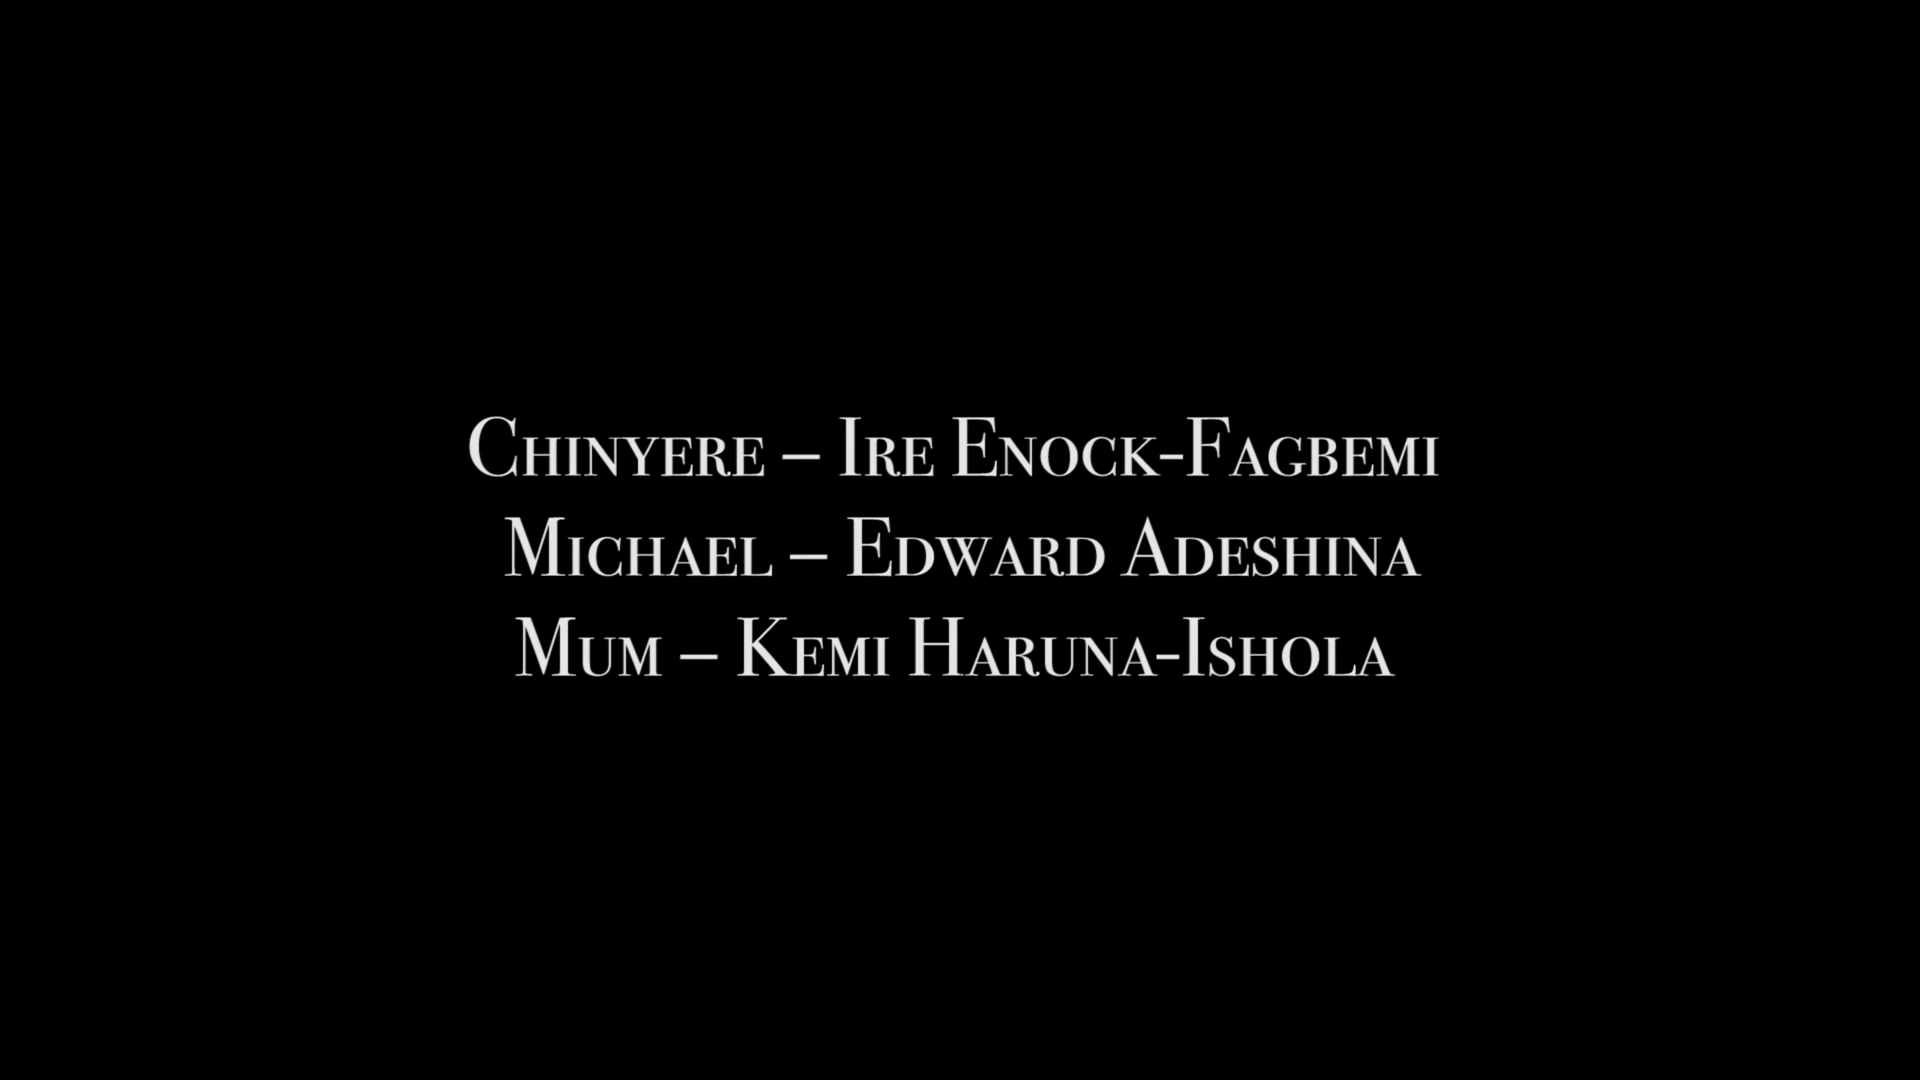 Chinyere – Ire Enock-Fagbemi
Michael – Edward Adeshina
Mum – Kemi Haruna-Ishola